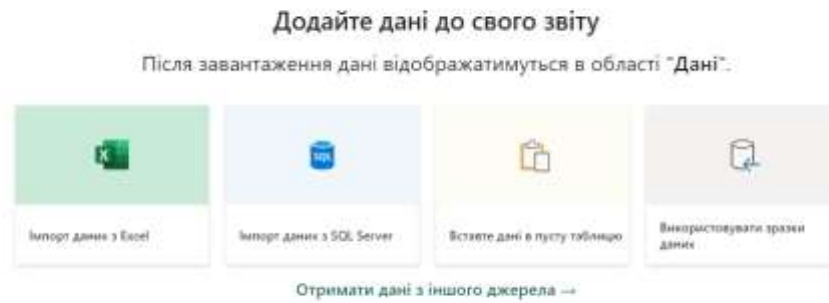 Додайте дані до свого звіту
Після завантаження дані відображатимуться в області "Дані".
SQL
Імпорт даних з Excel
Імпорт даних з SQL Server
Вставте дані в пусту таблицю
Використовувати зразки
даних
Отримати дані з іншого джерела →